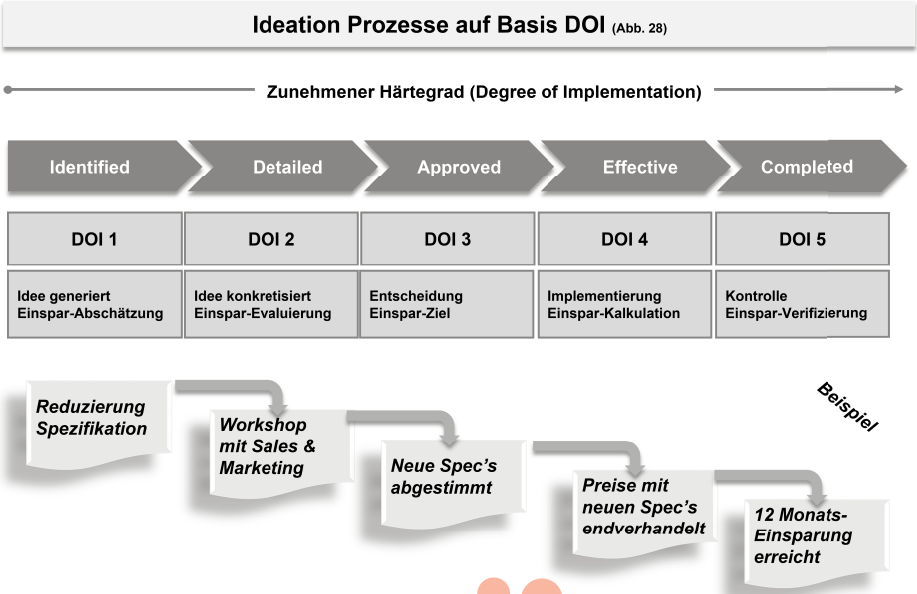 Ideation Prozesse auf Basis DOI (Abb. 28)
Zunehmener Härtegrad (Degree of Implementation)
Identified
Detailed
Approved
Effective
Completed
DOI 1
DOI 2
DOI 3
DOI 4
DOI 5
Idee generiert
Einspar-Abschätzung
Idee konkretisiert
Einspar-Evaluierung
Entscheidung
Einspar-Ziel
Implementierung
Einspar-Kalkulation
Kontrolle
Einspar-Verifizierung
Beispiel
Reduzierung
Spezifikation
Workshop
mit Sales &
Marketing
Neue Spec's
abgestimmt
Preise mit
neuen Spec's
endverhandelt
12 Monats-
Einsparung
erreicht